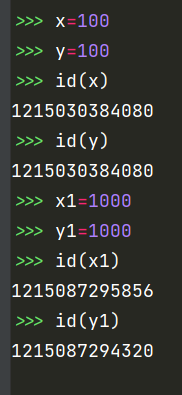 >>> x=100
>>> y=100
>>> id(x)
1215030384080
>>> id(y)
1215030384080
>>> x1=1000
>>> y1=1000
>>> id(x1)
1215087295856
>>> id(y1)
1215087294320